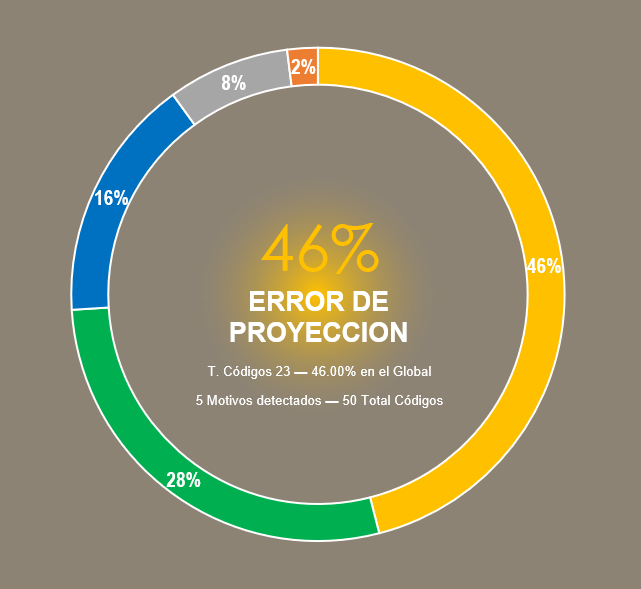 2%
8%
16%
46%
46%
ERROR DE
PROYECCION
T. Códigos 23 — 46.00% en el Global
5 Motivos detectados — 50 Total Códigos
28%